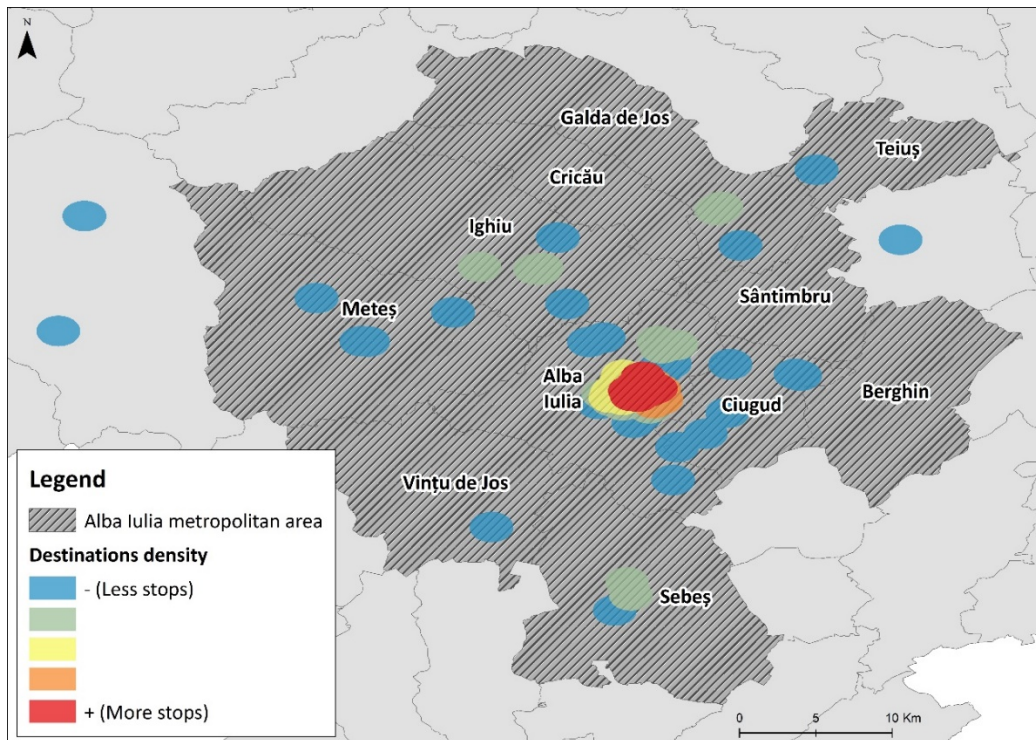 N
Galda de Jos
Teiuș
Cricău
Ighiu
Sântimbru
Meteș
Alba
Iulia
Ciugud
Berghin
Vințu de Jos
Sebeș
Legend
Alba Iulia metropolitan area
Destinations density
- (Less stops)
+ (More stops)
0 5 10 Km